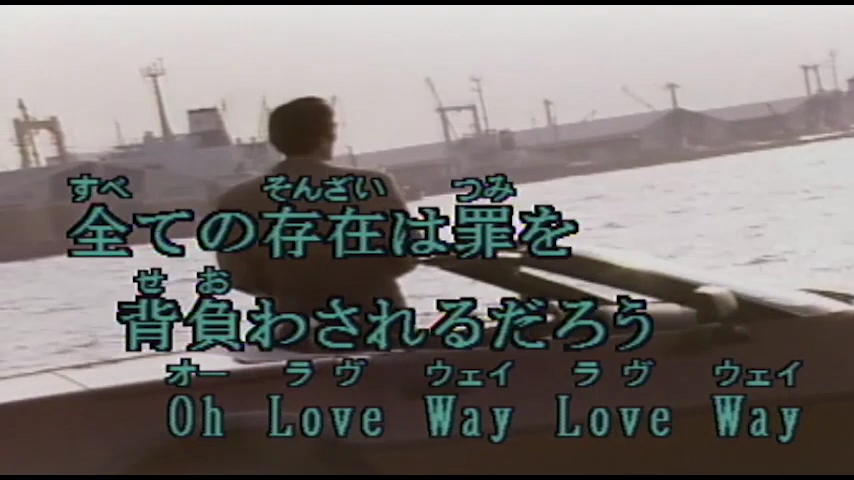 すべ そんざい つみ
全ての存在は罪を
せ お
背負わされるだろう
オー ラヴ ウェイ ラヴ ウェイ
Oh Love Way Love Way